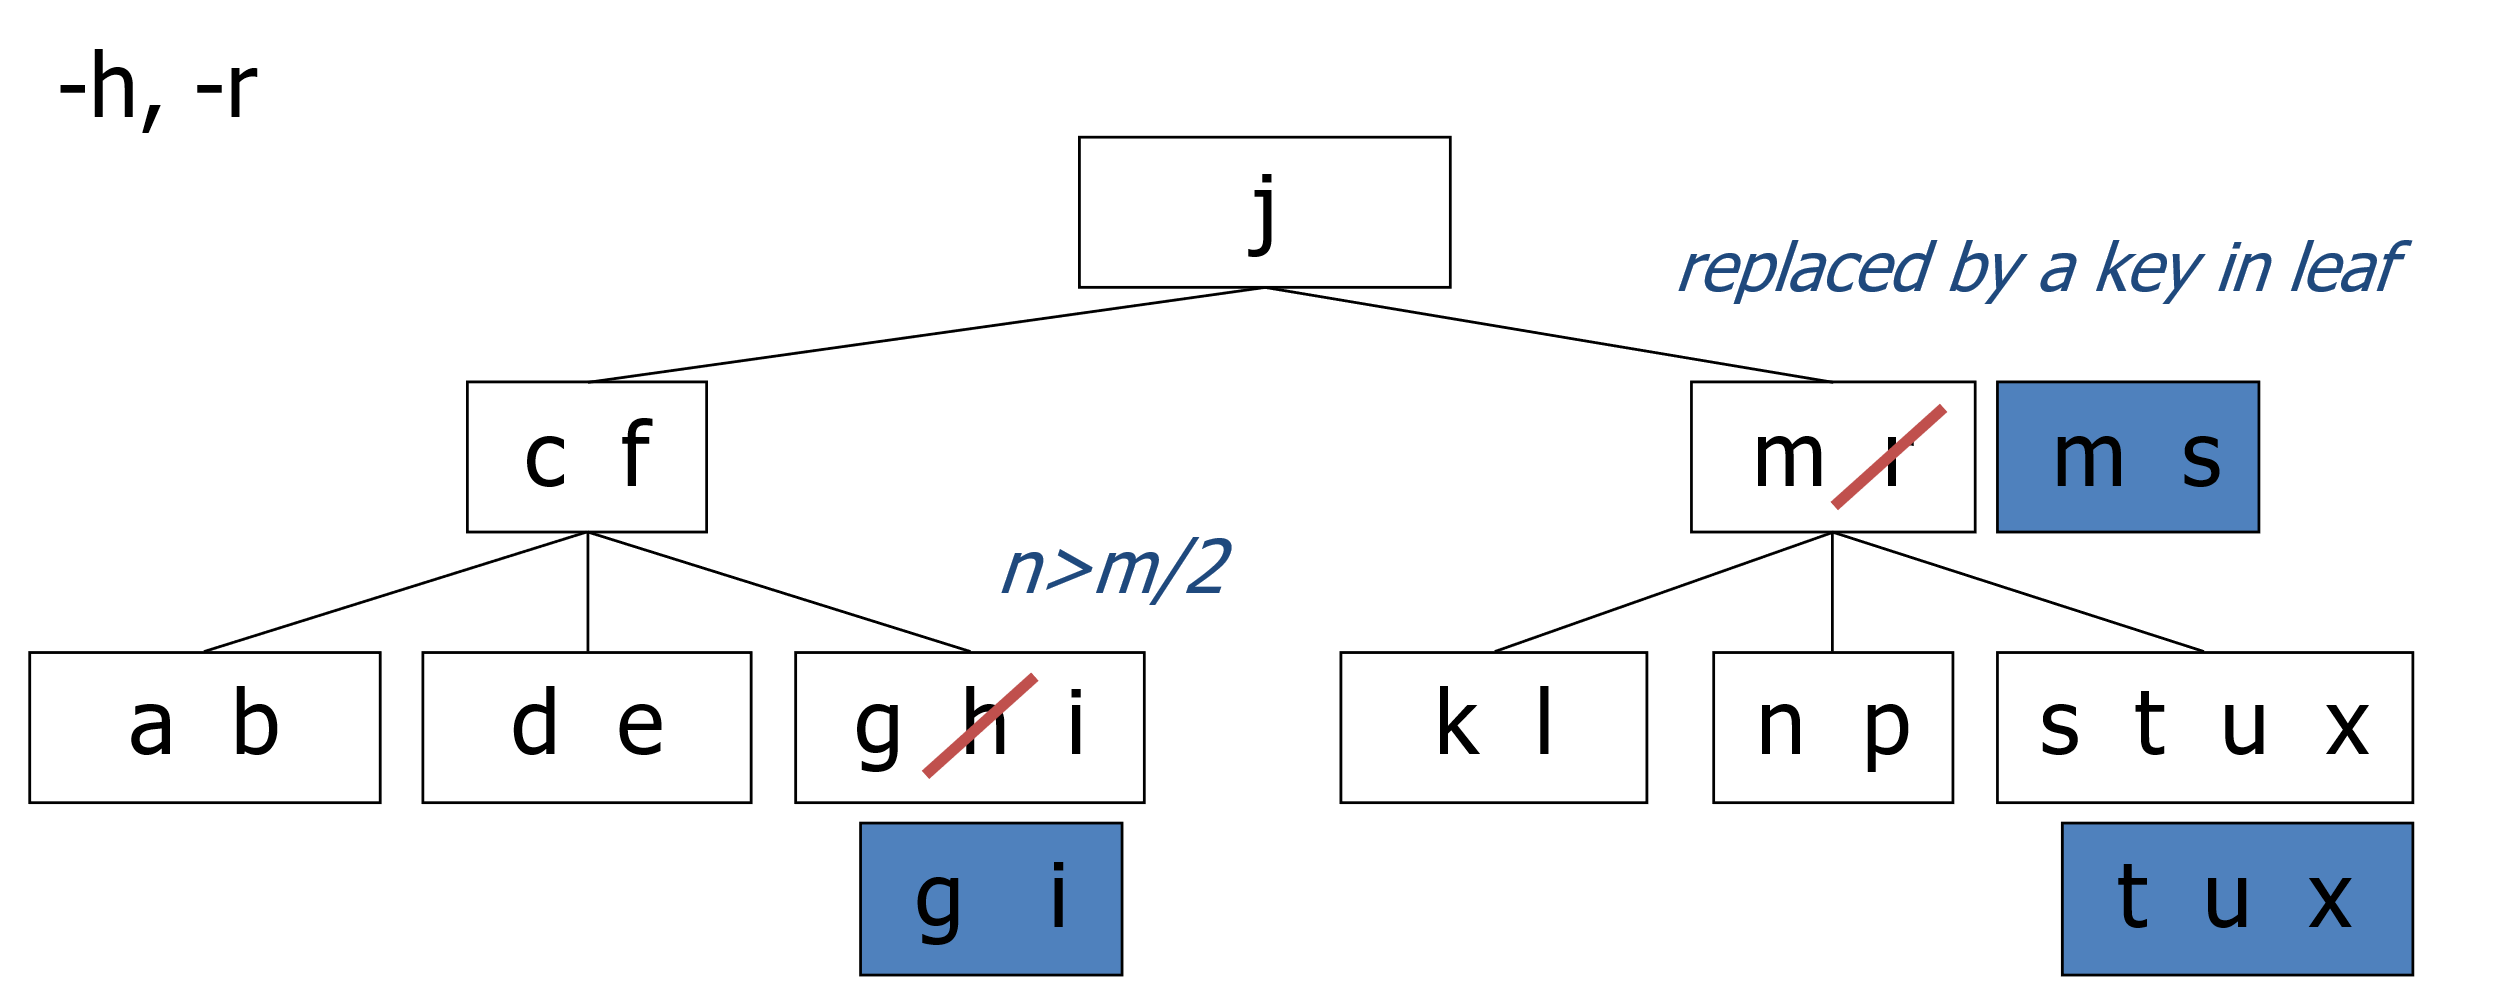 -h, -r
j
replaced by a key in leaf
c f
m r
m s
n>m/2
a b
d e
g h i
k l
n p
s t u x
g i
t u x